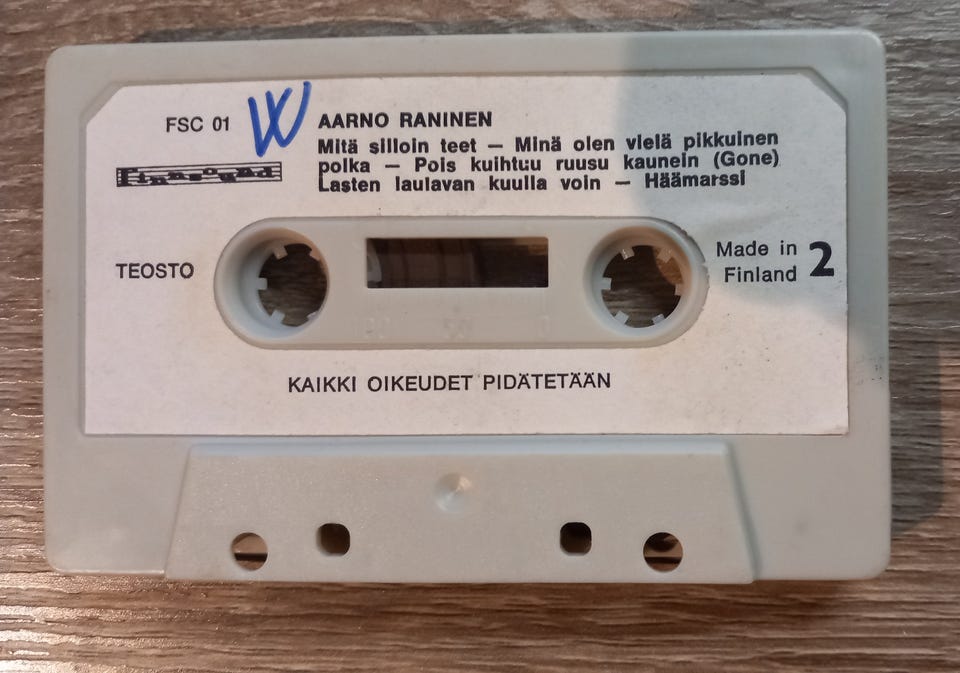 FSC 01 W AARNO RANINEN
Mitä silloin teet — Minä olen vielä pikkuinen
polka — Pois kuihtuu ruusu kaunein (Gone)
Lasten laulavan kuulla voin — Häämarssi
Finnogad
TEOSTO
Made in
Finland 2
KAIKKI OIKEUDET PIDÄTETÄÄN